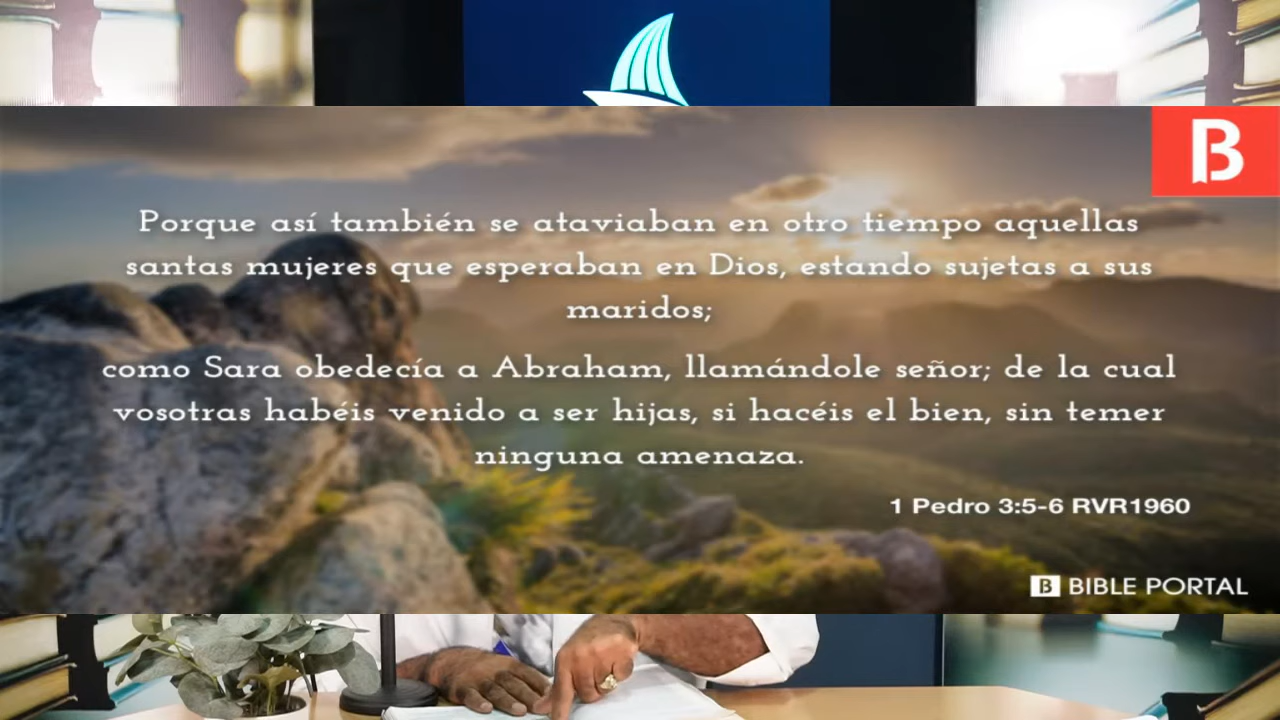 B
Porque así también se ataviaban en otro tiempo aquellas
santas mujeres que esperaban en Dios, estando sujetas a sus
maridos;
como Sara obedecía a Abraham, llamándole señor; de la cual
vosotras habéis venido a ser hijas, si hacéis el bien, sin temer
ninguna amenaza.
1 Pedro 3:5-6 RVR1960
B BIBLE PORTAL